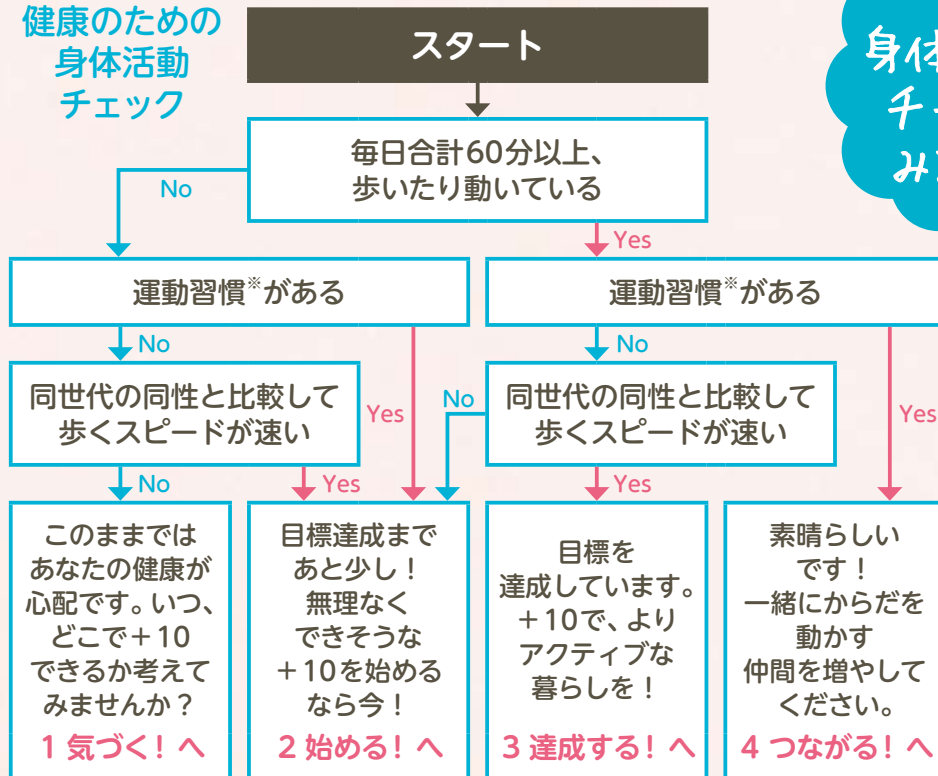 健康のための
身体活動
チェック
スタート
毎日合計60分以上、
歩いたり動いている
No
Yes
運動習慣※がある
運動習慣※がある
No
Yes
No
Yes
同世代の同性と比較して
歩くスピードが速い
No
同世代の同性と比較して
歩くスピードが速い
No
Yes
Yes
このままでは
あなたの健康が
心配です。いつ、
どこで+10
できるか考えて
みませんか?
1 気づく! へ
目標達成まで
あと少し!
無理なく
できそうな
+10を始める
なら今!
2 始める! へ
目標を
達成しています。
+10で、より
アクティブな
暮らしを!
3 達成する! へ
素晴らしい
です!
一緒にからだを
動かす
仲間を増やして
ください。
4 つながる! へ